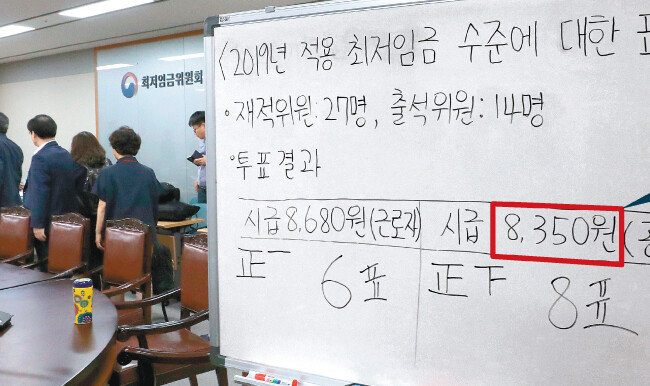 최저임금위원회
<2019년 적용 최저임금 수준에 대한
·재적위원: 27명, 출석위원: 14명
·투표결과
시급 8,680원(근로자) 시급 8,350원
正一 正下
6표 8표